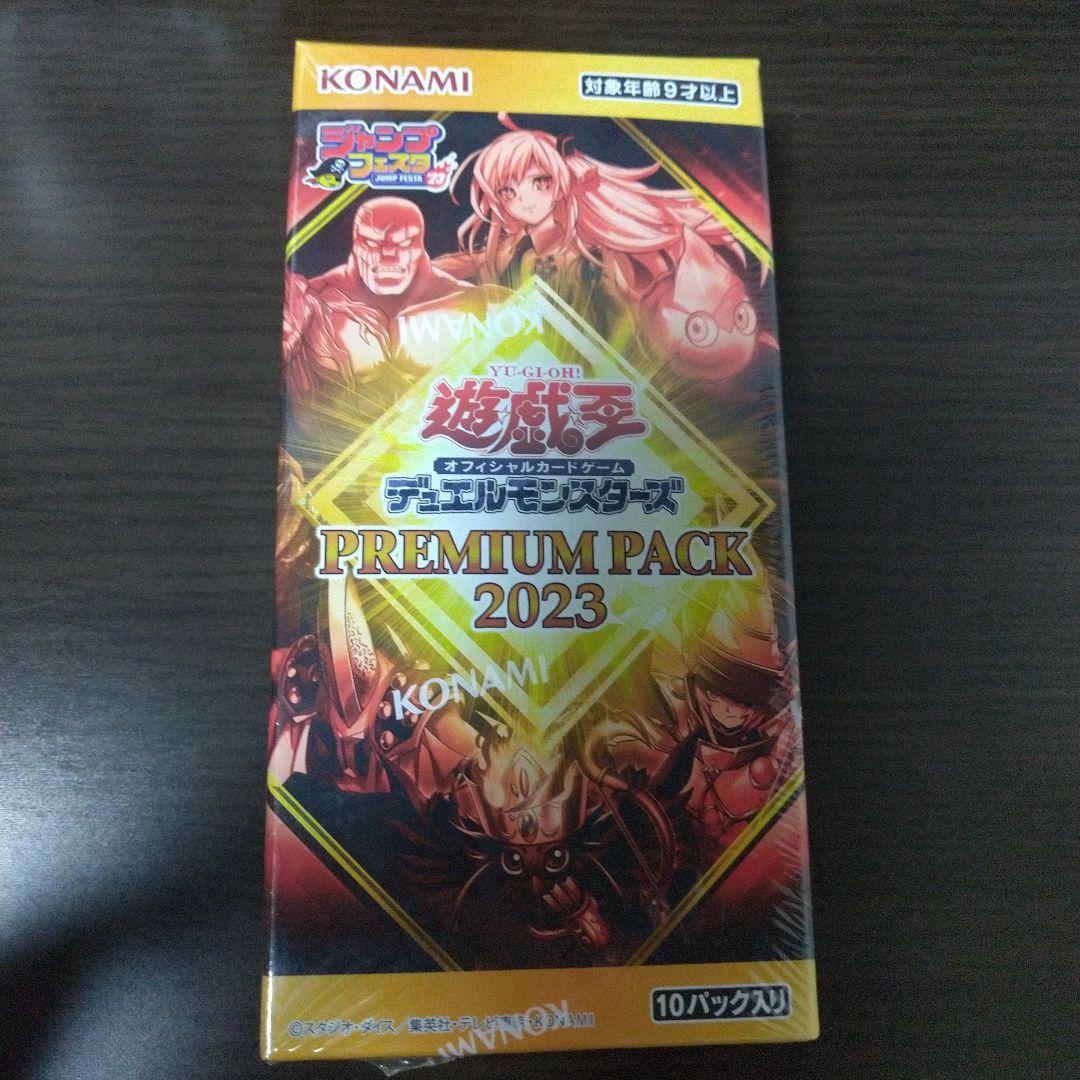 KONAMI
対象年齢9才以上
ジャンプ
フェスタ
JUMP FESTA '23
KONAMI
YU-GI-OH!
遊戯王
オフィシャルカードゲーム
デュエルモンスターズ
PREMIUM PACK
2023
KONAMI
10パック入り
KONAMI
©スタジオ・ダイス/集英社・テレビ東京・KONAMI